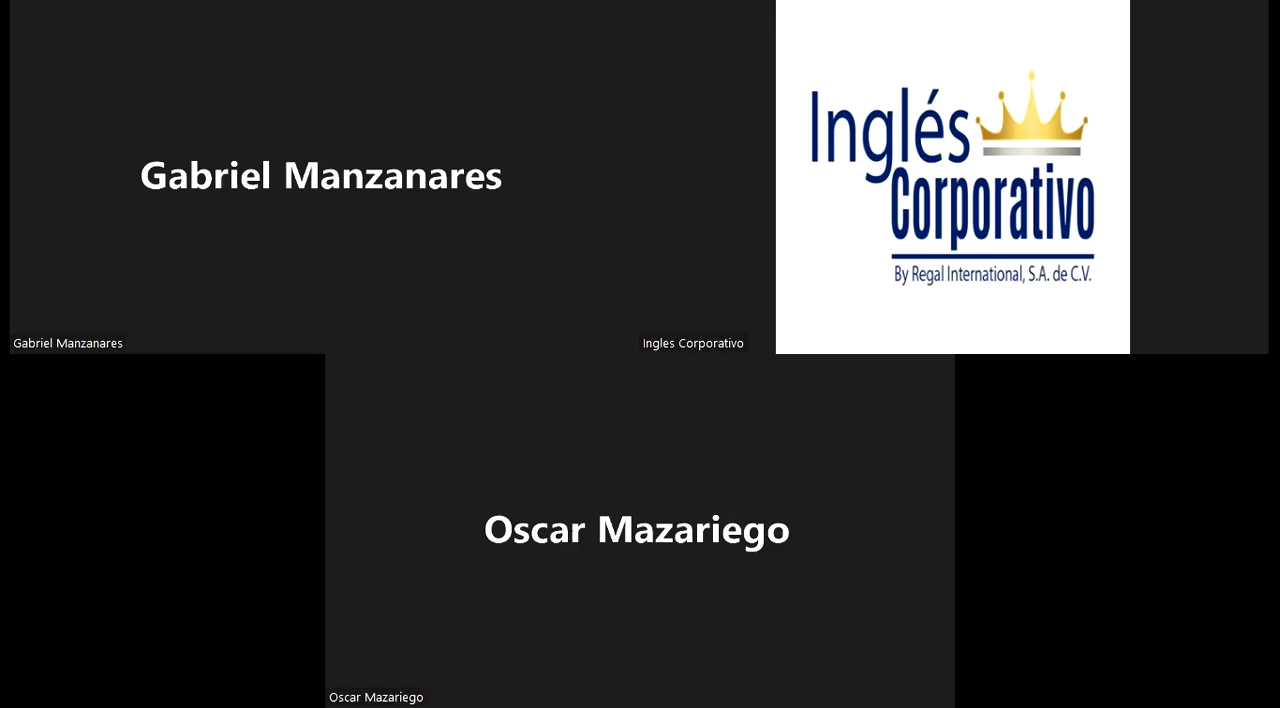 Gabriel Manzanares
Inglés
Corporativo
By Regal International, S.A. de C.V.
Gabriel Manzanares
Ingles Corporativo
Oscar Mazariego
Oscar Mazariego